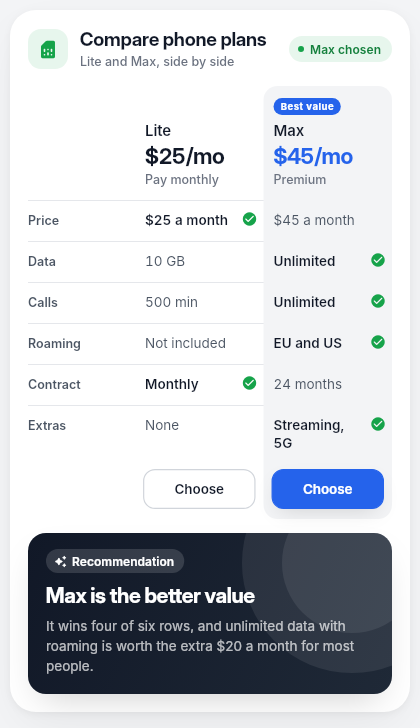 Compare phone plans
Lite and Max, side by side
Max chosen
Best value
Lite
Max
$25/mo
$45/mo
Pay monthly
Premium
Price
$25 a month
$45 a month
Data
10 GB
Unlimited
Calls
500 min
Unlimited
Roaming
Not included
EU and US
Contract
Monthly
24 months
Extras
None
Streaming,
5G
Choose
Choose
Recommendation
Max is the better value
It wins four of six rows, and unlimited data with
roaming is worth the extra $20 a month for most
people.